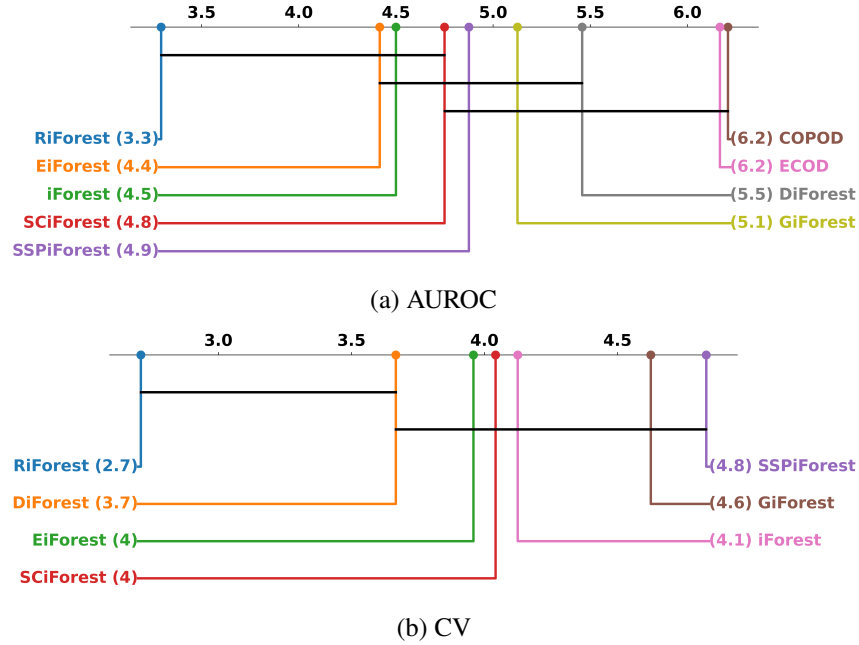 3.5 4.0 4.5 5.0 5.5 6.0
RiForest (3.3) (6.2) COPOD
EiForest (4.4) (6.2) ECOD
iForest (4.5) (5.5) DiForest
SCiForest (4.8) (5.1) GiForest
SSPiForest (4.9)
(a) AUROC
3.0 3.5 4.0 4.5
RiForest (2.7) (4.8) SSPiForest
DiForest (3.7) (4.6) GiForest
EiForest (4) (4.1) iForest
SCiForest (4)
(b) CV